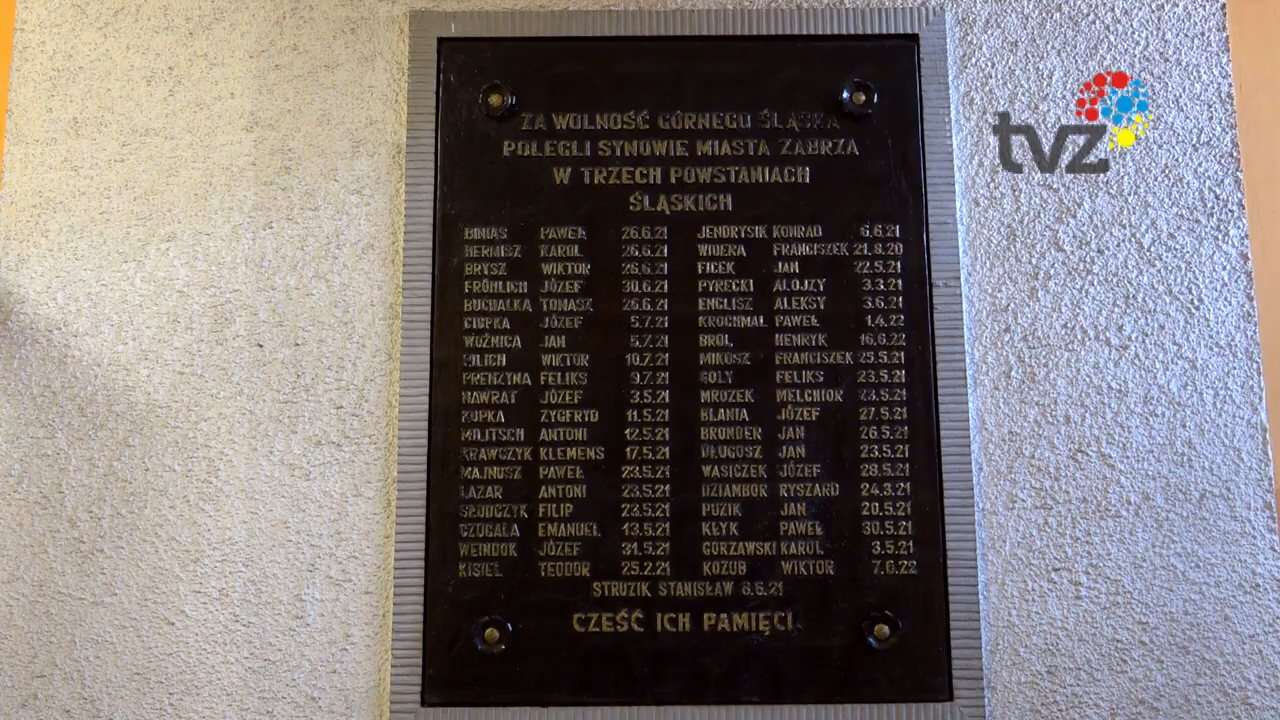 tvz
ZA WOLNOŚĆ GÓRNEGO ŚLĄSKA
POLEGLI SYNOWIE MIASTA ZABRZA
W TRZECH POWSTANIACH
ŚLĄSKICH
BINIAS PAWEŁ 26.6.21 JENDRYSIK KONRAD 6.6.21
HERMISZ KAROL 26.6.21 WIDERA FRANCISZEK 21.8.20
BRYSZ WIKTOR 26.6.21 FICEK JAN 22.5.21
FRÖHLICH JÓZEF 30.6.21 PYRECKI ALOJZY 3.3.21
BUCHALKA TOMASZ 26.6.21 ENGLISZ ALEKSY 3.6.21
CIUPKA JÓZEF 5.7.21 KROCHMAL PAWEŁ 1.4.22
WOŹNICA JAN 5.7.21 BROL HENRYK 16.6.22
WIKTOR 10.7.21 MIKOSZ FRANCISZEK 25.5.21
PRENZYNA FELIKS 9.7.21 GOLY FELIKS 23.5.21
NAWRAT JÓZEF 3.5.21 MROZEK MELCHIOR 23.5.21
KUPKA ZYGFRYD 11.5.21 BLANIA JÓZEF 27.5.21
MILITSCH ANTONI 12.5.21 BRONDER JAN 26.5.21
KRAWCZYK KLEMENS 17.5.21 DŁUGOSZ JAN 23.5.21
MAJNUSZ PAWEŁ 23.5.21 WASICZEK JÓZEF 28.5.21
LAZAR ANTONI 23.5.21 DZIAMBOR RYSZARD 24.3.21
SŁODCZYK FILIP 23.5.21 PUZIK JAN 20.5.21
CZOGALA EMANUEL 13.5.21 KŁYK PAWEŁ 30.5.21
WEINDOK JÓZEF 31.5.21 GORZAWSKI KAROL 3.5.21
KISIEL TEODOR 25.2.21 KOZUB WIKTOR 7.6.22
STRUZIK STANISŁAW 6.5.21
CZEŚĆ ICH PAMIĘCI